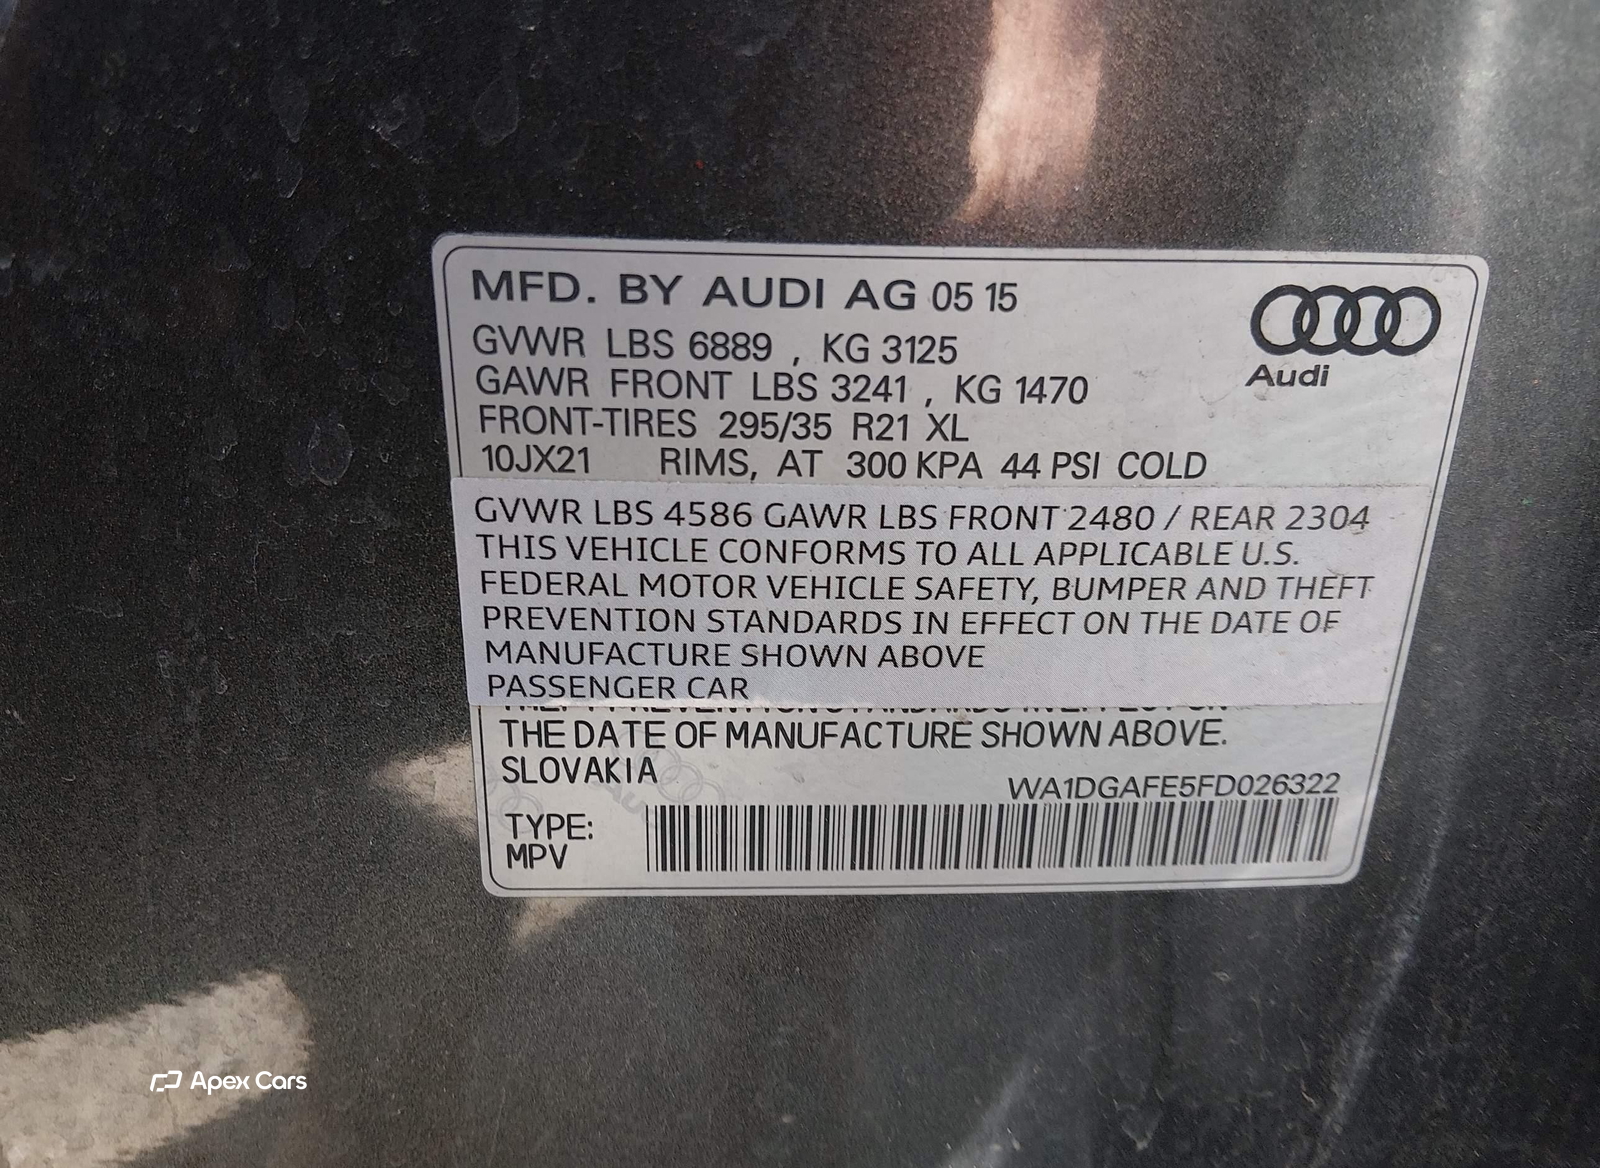 MFD. BY AUDI AG 05 15
GVWR LBS 6889 , KG 3125
GAWR FRONT LBS 3241 , KG 1470
Audi
FRONT-TIRES 295/35 R21 XL
10JX21 RIMS, AT 300 KPA 44 PSI COLD
GVWR LBS 4586 GAWR LBS FRONT 2480 / REAR 2304
THIS VEHICLE CONFORMS TO ALL APPLICABLE U.S.
FEDERAL MOTOR VEHICLE SAFETY, BUMPER AND THEFT
PREVENTION STANDARDS IN EFFECT ON THE DATE OF
MANUFACTURE SHOWN ABOVE
PASSENGER CAR
THE DATE OF MANUFACTURE SHOWN ABOVE.
SLOVAKIA
WA1DGAFE5FD026322
TYPE:
MPV
Apex Cars